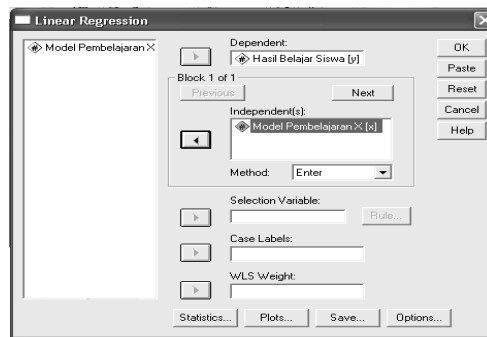 Linear Regression
Model Pembelajaran X
Dependent:
Hasil Belajar Siswa [y]
Block 1 of 1
Previous
Next
Independent(s):
Model Pembelajaran X [x]
Method:
Enter
Selection Variable:
Rule...
Case Labels:
WLS Weight:
Statistics...
Plots...
Save...
Options...
OK
Paste
Reset
Cancel
Help